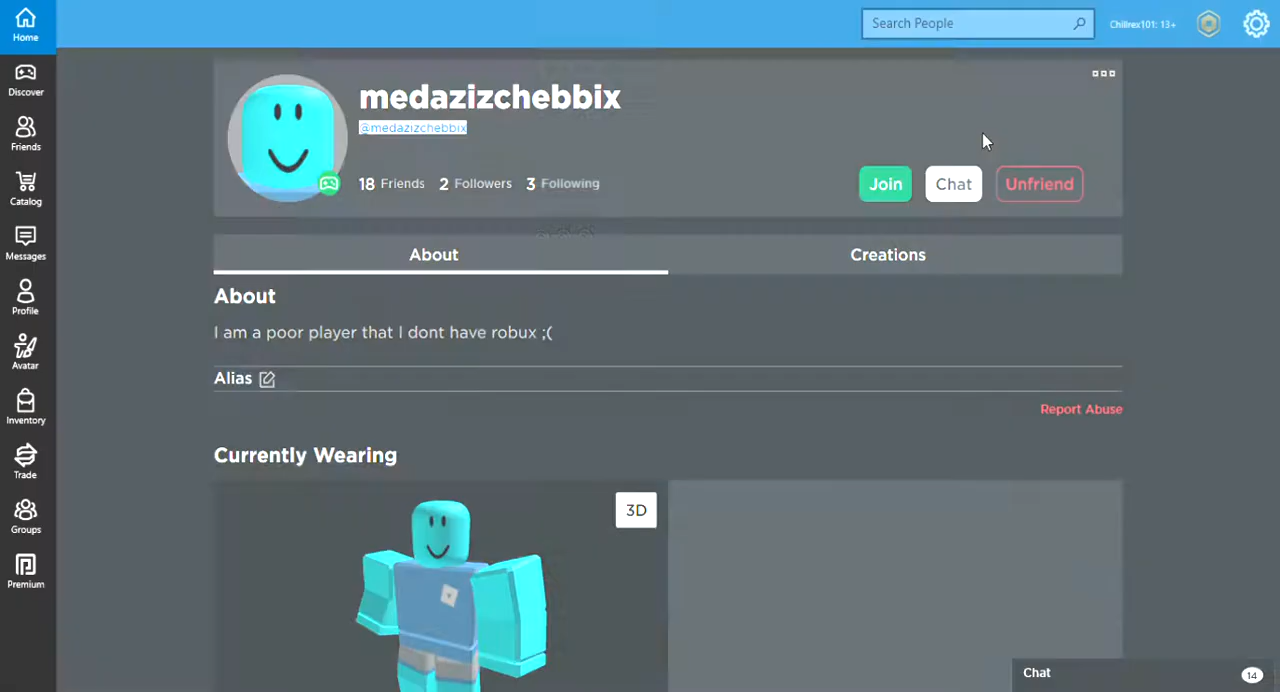 Home
Search People
Chillrex101: 13+
Discover
Friends
Catalog
Messages
Profile
Avatar
Inventory
Trade
Groups
Premium
medazizchebbix
@medazizchebbix
18 Friends 2 Followers 3 Following
Join
Chat
Unfriend
About
Creations
About
I am a poor player that I dont have robux ;(
Alias
Report Abuse
Currently Wearing
3D
Chat
14